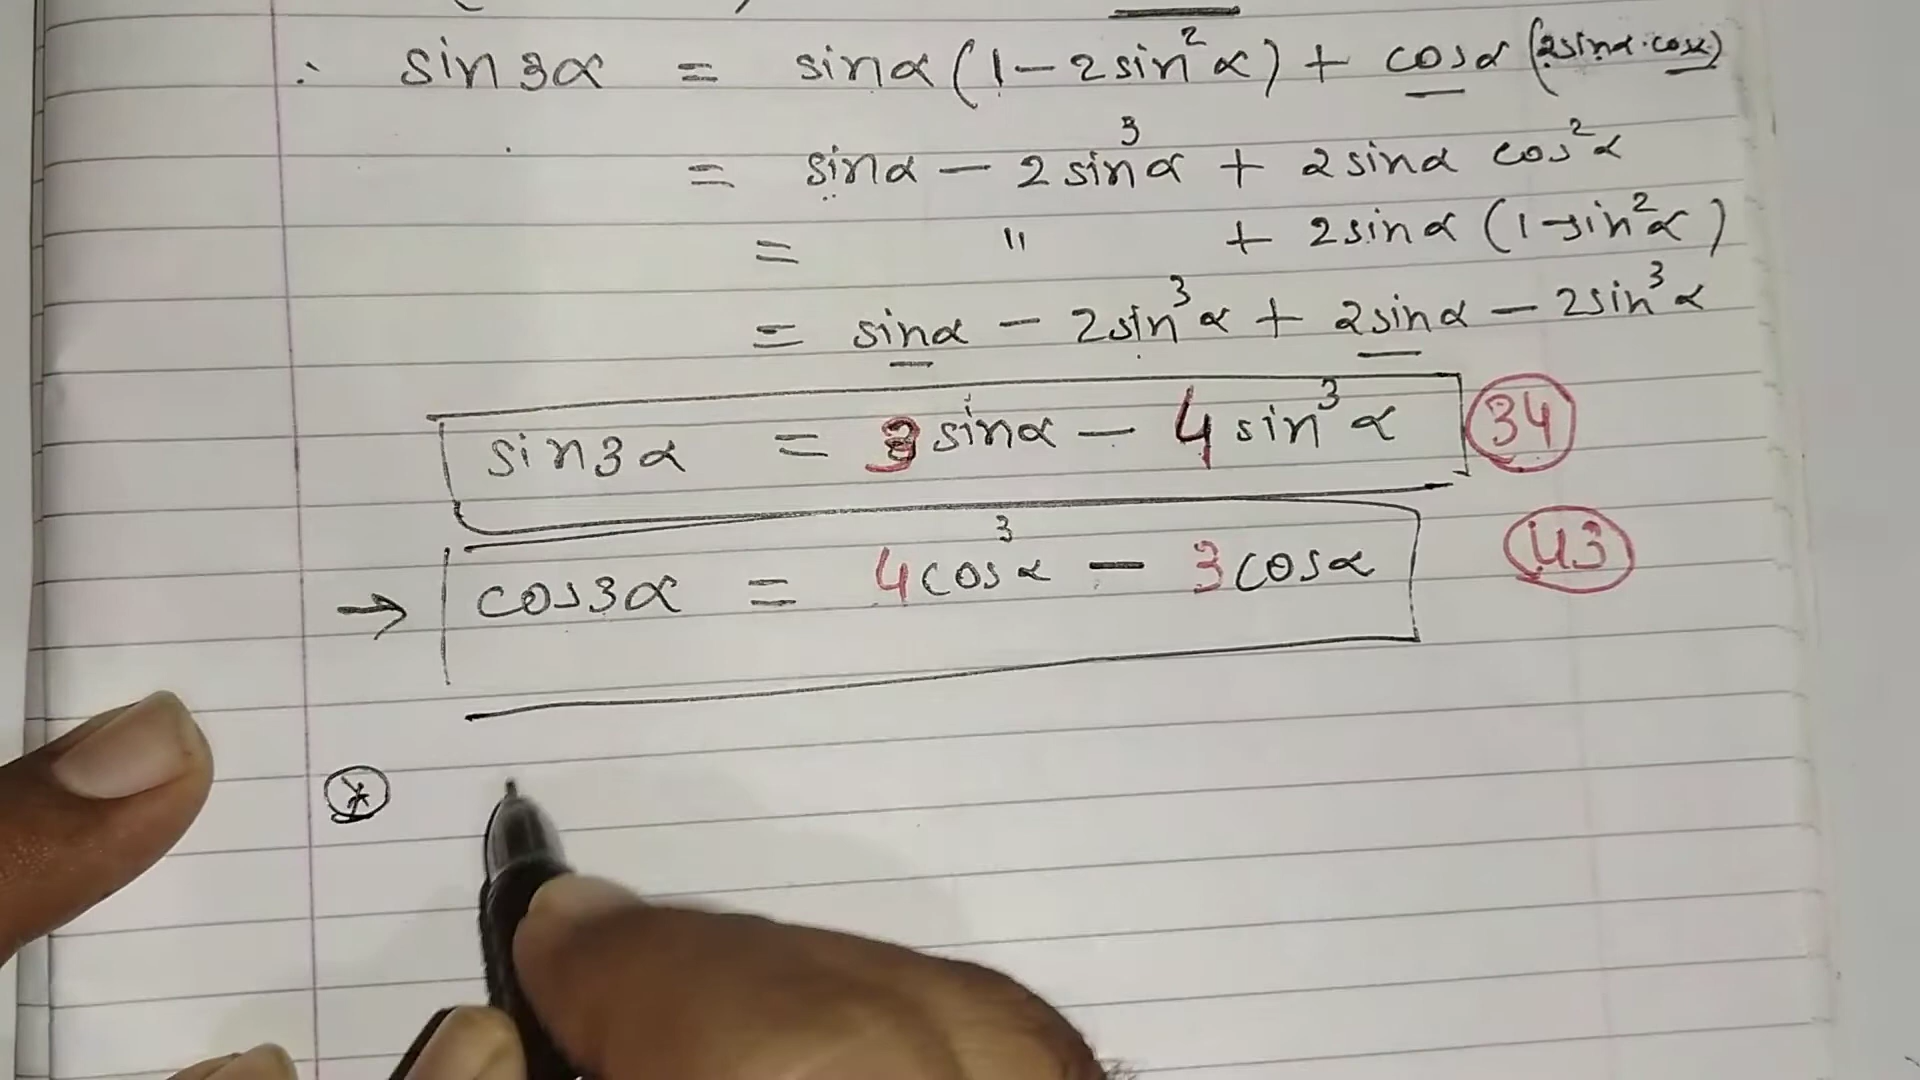 ∴ sin3α = sinα(1-2sin²α) + cosα(2sinα·cosα)
= sinα - 2sin³α + 2sinα cos²α
= " + 2sinα(1-sin²α)
= sinα - 2sin³α + 2sinα - 2sin³α
sin3α = 3sinα - 4sin³α 34
→ cos3α = 4cos³α - 3cosα 43
*